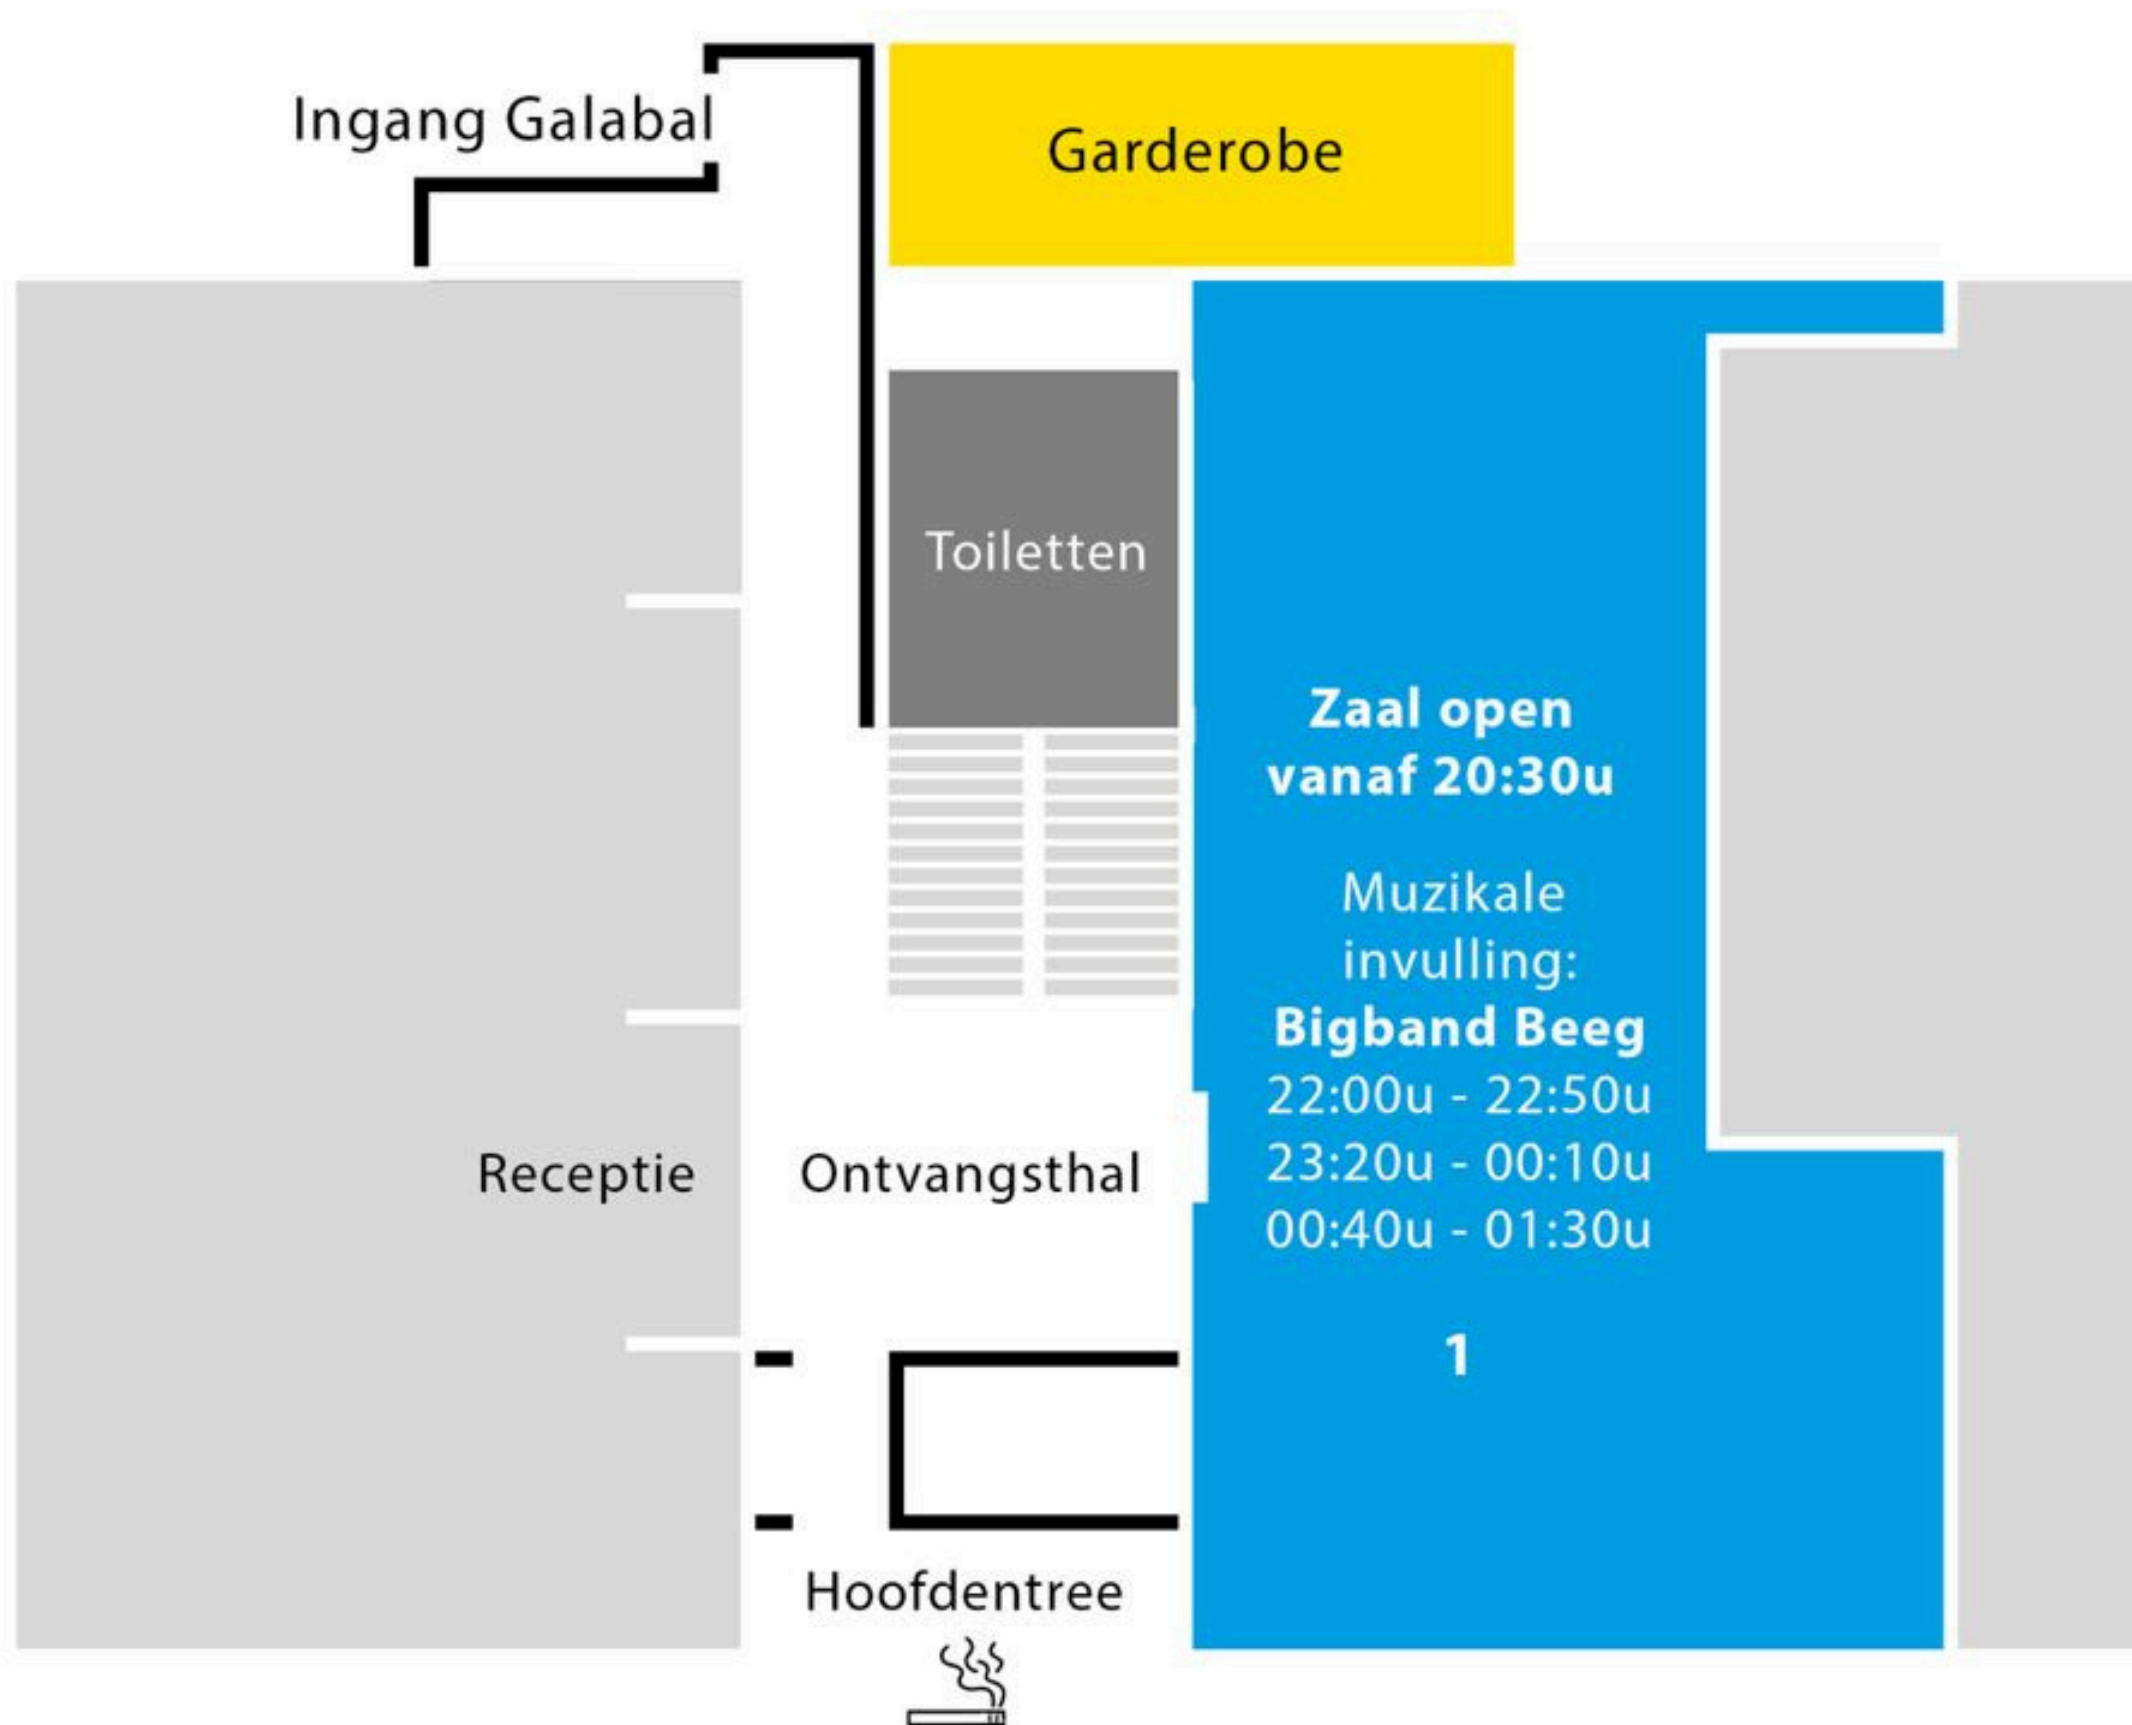 Ingang Galabal
Garderobe
Toiletten
Zaal open
vanaf 20:30u
Muzikale
invulling:
Bigband Beeg
22:00u - 22:50u
23:20u - 00:10u
00:40u - 01:30u
Receptie
Ontvangsthal
1
Hoofdentree